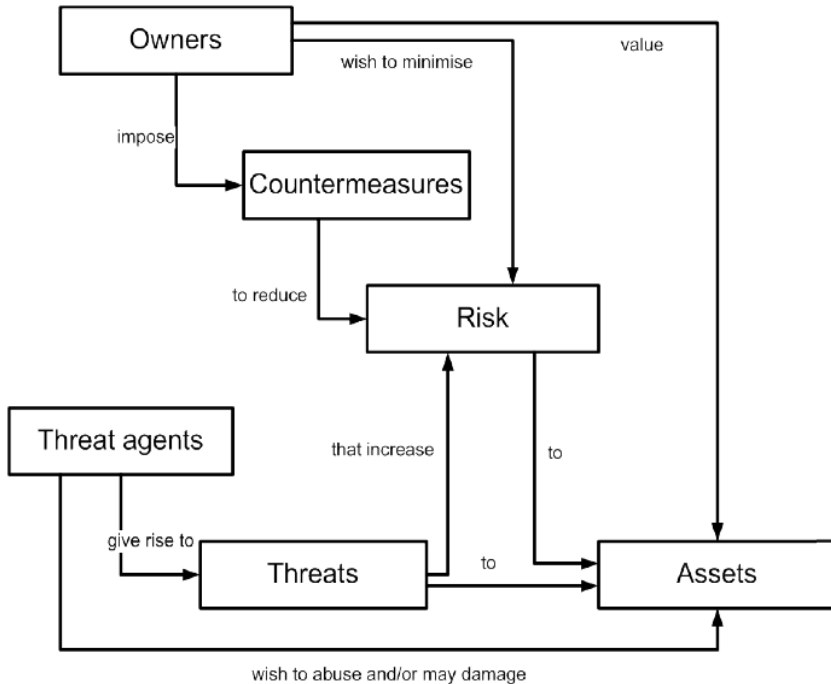 Owners
value
wish to minimise
impose
Countermeasures
to reduce
Risk
Threat agents
that increase
to
give rise to
Threats
to
Assets
wish to abuse and/or may damage